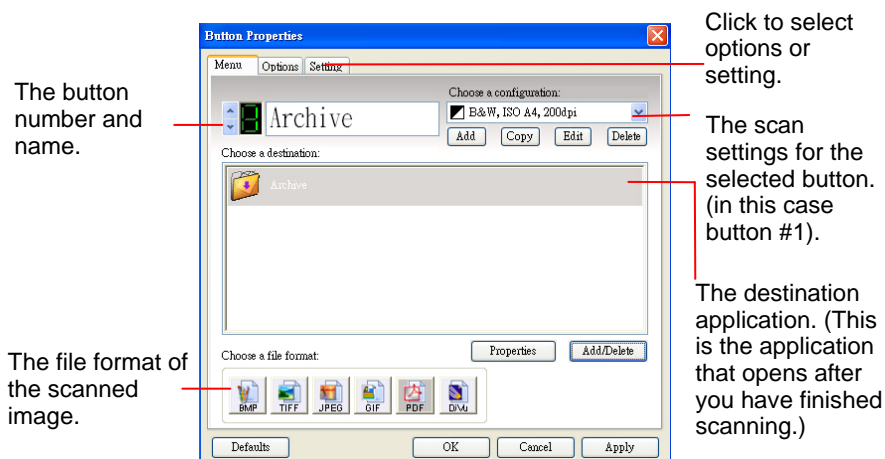 Click to select
options or
setting.
Button Properties
Menu Options Setting
The button
number and
name.
Archive
Choose a configuration:
B&W, ISO A4, 200dpi
Add Copy Edit Delete
The scan
settings for the
selected button.
(in this case
button #1).
Choose a destination:
Archive
The destination
application. (This
is the application
that opens after
you have finished
scanning.)
Properties Add/Delete
The file format of
the scanned
image.
Choose a file format:
BMP TIFF JPEG GIF PDF DjVu
Defaults OK Cancel Apply